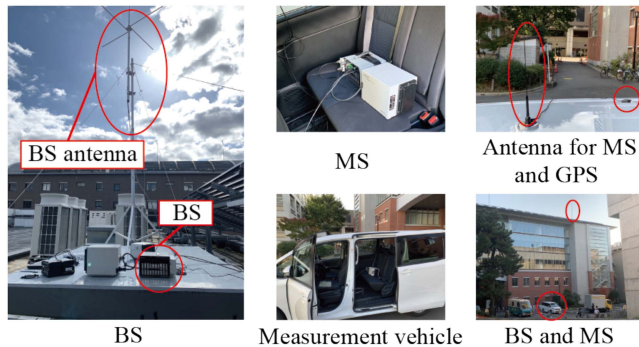 BS antenna
BS
BS
MS
Antenna for MS
and GPS
Measurement vehicle
BS and MS